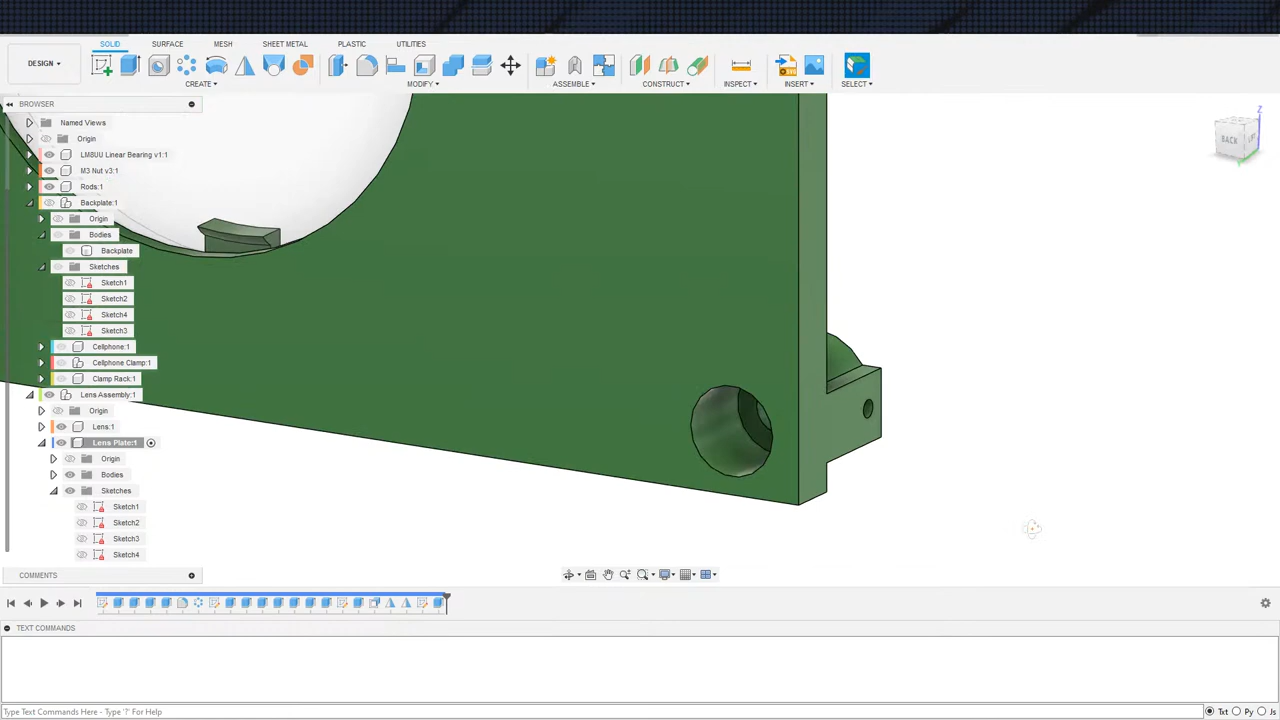 SOLID SURFACE MESH SHEET METAL PLASTIC UTILITIES
DESIGN
CREATE MODIFY ASSEMBLE CONSTRUCT INSPECT INSERT SELECT
BROWSER
Named Views
Origin
LM8UU Linear Bearing v1:1
M3 Nut v3:1
Rods:1
Backplate:1
Origin
Bodies
Backplate
Sketches
Sketch1
Sketch2
Sketch4
Sketch3
Cellphone:1
Cellphone Clamp:1
Clamp Rack:1
Lens Assembly:1
Origin
Lens:1
Lens Plate:1
Origin
Bodies
Sketches
Sketch1
Sketch2
Sketch3
Sketch4
Z
BACK
COMMENTS
TEXT COMMANDS
Type Text Commands Here - Type '?' For Help
Txt Py Js